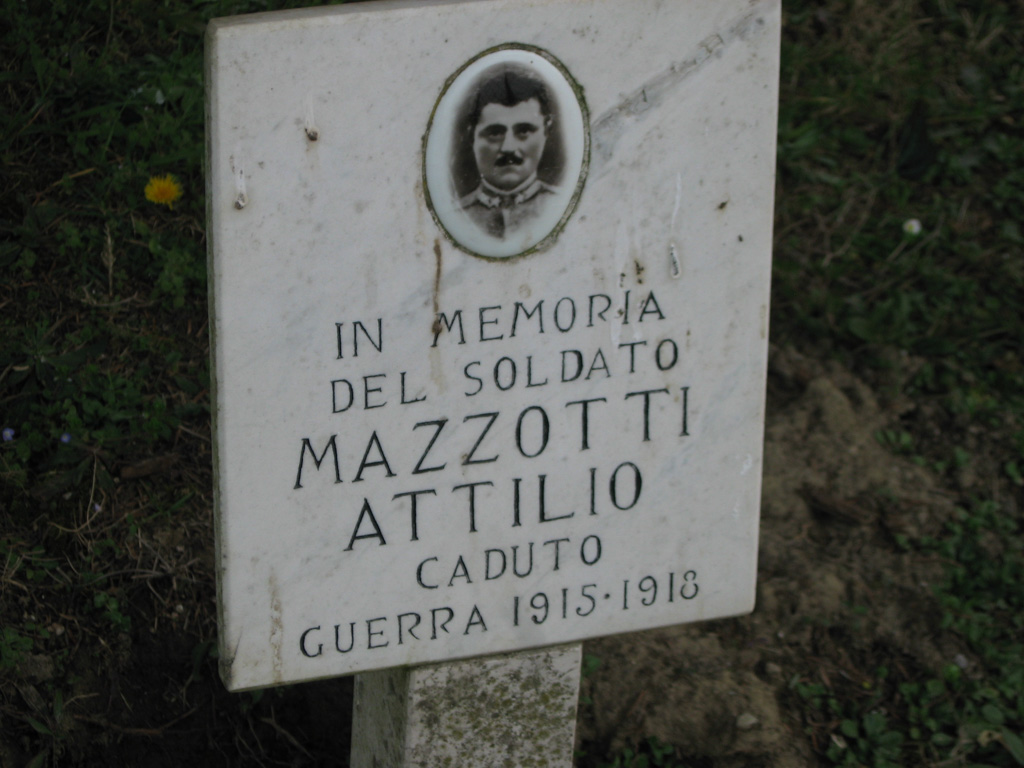 IN MEMORIA
DEL SOLDATO
MAZZOTTI
ATTILIO
CADUTO
GUERRA 1915·1918